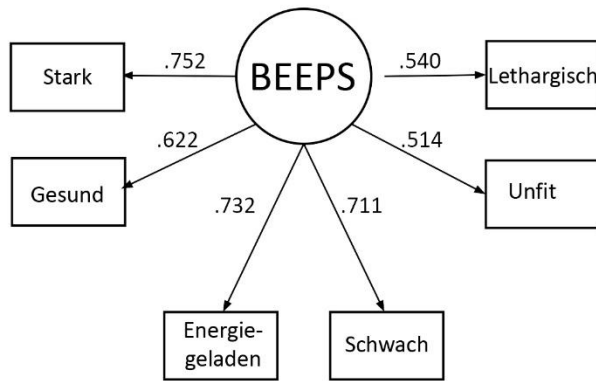 BEEPS
Stark
.752
.540
Lethargisch
Gesund
.622
.514
Unfit
.732
.711
Energie-
geladen
Schwach